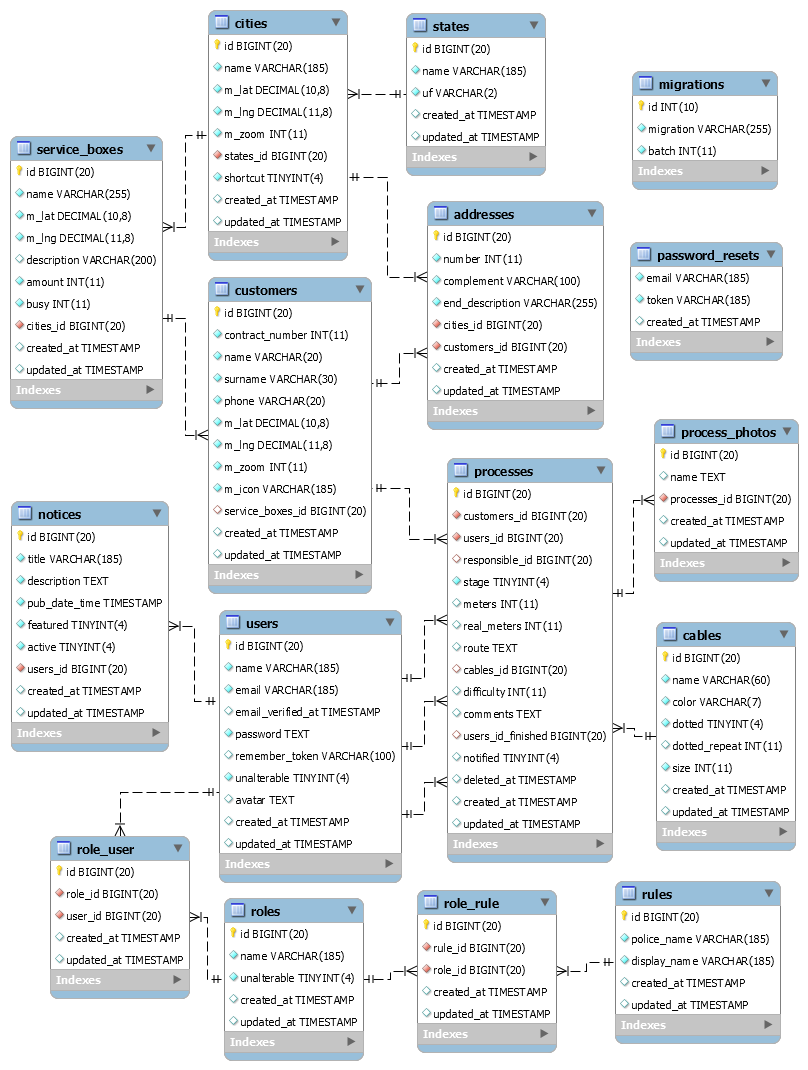 cities
id BIGINT(20)
name VARCHAR(185)
m_lat DECIMAL (10,8)
m_lng DECIMAL (11,8)
m_zoom INT(11)
states_id BIGINT(20)
shortcut TINYINT(4)
created_at TIMESTAMP
updated_at TIMESTAMP
Indexes
states
id BIGINT(20)
name VARCHAR(185)
uf VARCHAR(2)
created_at TIMESTAMP
updated_at TIMESTAMP
Indexes
migrations
id INT(10)
migration VARCHAR(255)
batch INT(11)
Indexes
service_boxes
id BIGINT(20)
name VARCHAR(255)
m_lat DECIMAL(10,8)
m_lng DECIMAL(11,8)
description VARCHAR(200)
amount INT(11)
busy INT(11)
cities_id BIGINT(20)
created_at TIMESTAMP
updated_at TIMESTAMP
Indexes
addresses
id BIGINT(20)
number INT(11)
complement VARCHAR(100)
end_description VARCHAR(255)
cities_id BIGINT(20)
customers_id BIGINT(20)
created_at TIMESTAMP
updated_at TIMESTAMP
Indexes
password_resets
email VARCHAR(185)
token VARCHAR(185)
created_at TIMESTAMP
Indexes
customers
id BIGINT(20)
contract_number INT(11)
name VARCHAR(20)
surname VARCHAR(30)
phone VARCHAR(20)
m_lat DECIMAL(10,8)
m_lng DECIMAL(11,8)
m_zoom INT(11)
m_icon VARCHAR(185)
service_boxes_id BIGINT(20)
created_at TIMESTAMP
updated_at TIMESTAMP
Indexes
process_photos
id BIGINT(20)
name TEXT
processes_id BIGINT(20)
created_at TIMESTAMP
updated_at TIMESTAMP
Indexes
processes
id BIGINT(20)
customers_id BIGINT(20)
users_id BIGINT(20)
responsible_id BIGINT(20)
stage TINYINT(4)
meters INT(11)
real_meters INT(11)
route TEXT
cables_id BIGINT(20)
difficulty INT(11)
comments TEXT
users_id_finished BIGINT(20)
notified TINYINT(4)
deleted_at TIMESTAMP
created_at TIMESTAMP
updated_at TIMESTAMP
Indexes
notices
id BIGINT(20)
title VARCHAR(185)
description TEXT
pub_date_time TIMESTAMP
featured TINYINT(4)
active TINYINT(4)
users_id BIGINT(20)
created_at TIMESTAMP
updated_at TIMESTAMP
Indexes
users
id BIGINT(20)
name VARCHAR(185)
email VARCHAR(185)
email_verified_at TIMESTAMP
password TEXT
remember_token VARCHAR(100)
unalterable TINYINT(4)
avatar TEXT
created_at TIMESTAMP
updated_at TIMESTAMP
Indexes
cables
id BIGINT(20)
name VARCHAR(60)
color VARCHAR(7)
dotted TINYINT(4)
dotted_repeat INT(11)
size INT(11)
created_at TIMESTAMP
updated_at TIMESTAMP
Indexes
role_user
id BIGINT(20)
role_id BIGINT(20)
user_id BIGINT(20)
created_at TIMESTAMP
updated_at TIMESTAMP
Indexes
roles
id BIGINT(20)
name VARCHAR(185)
unalterable TINYINT(4)
created_at TIMESTAMP
updated_at TIMESTAMP
Indexes
role_rule
id BIGINT(20)
rule_id BIGINT(20)
role_id BIGINT(20)
created_at TIMESTAMP
updated_at TIMESTAMP
Indexes
rules
id BIGINT(20)
police_name VARCHAR(185)
display_name VARCHAR(185)
created_at TIMESTAMP
updated_at TIMESTAMP
Indexes